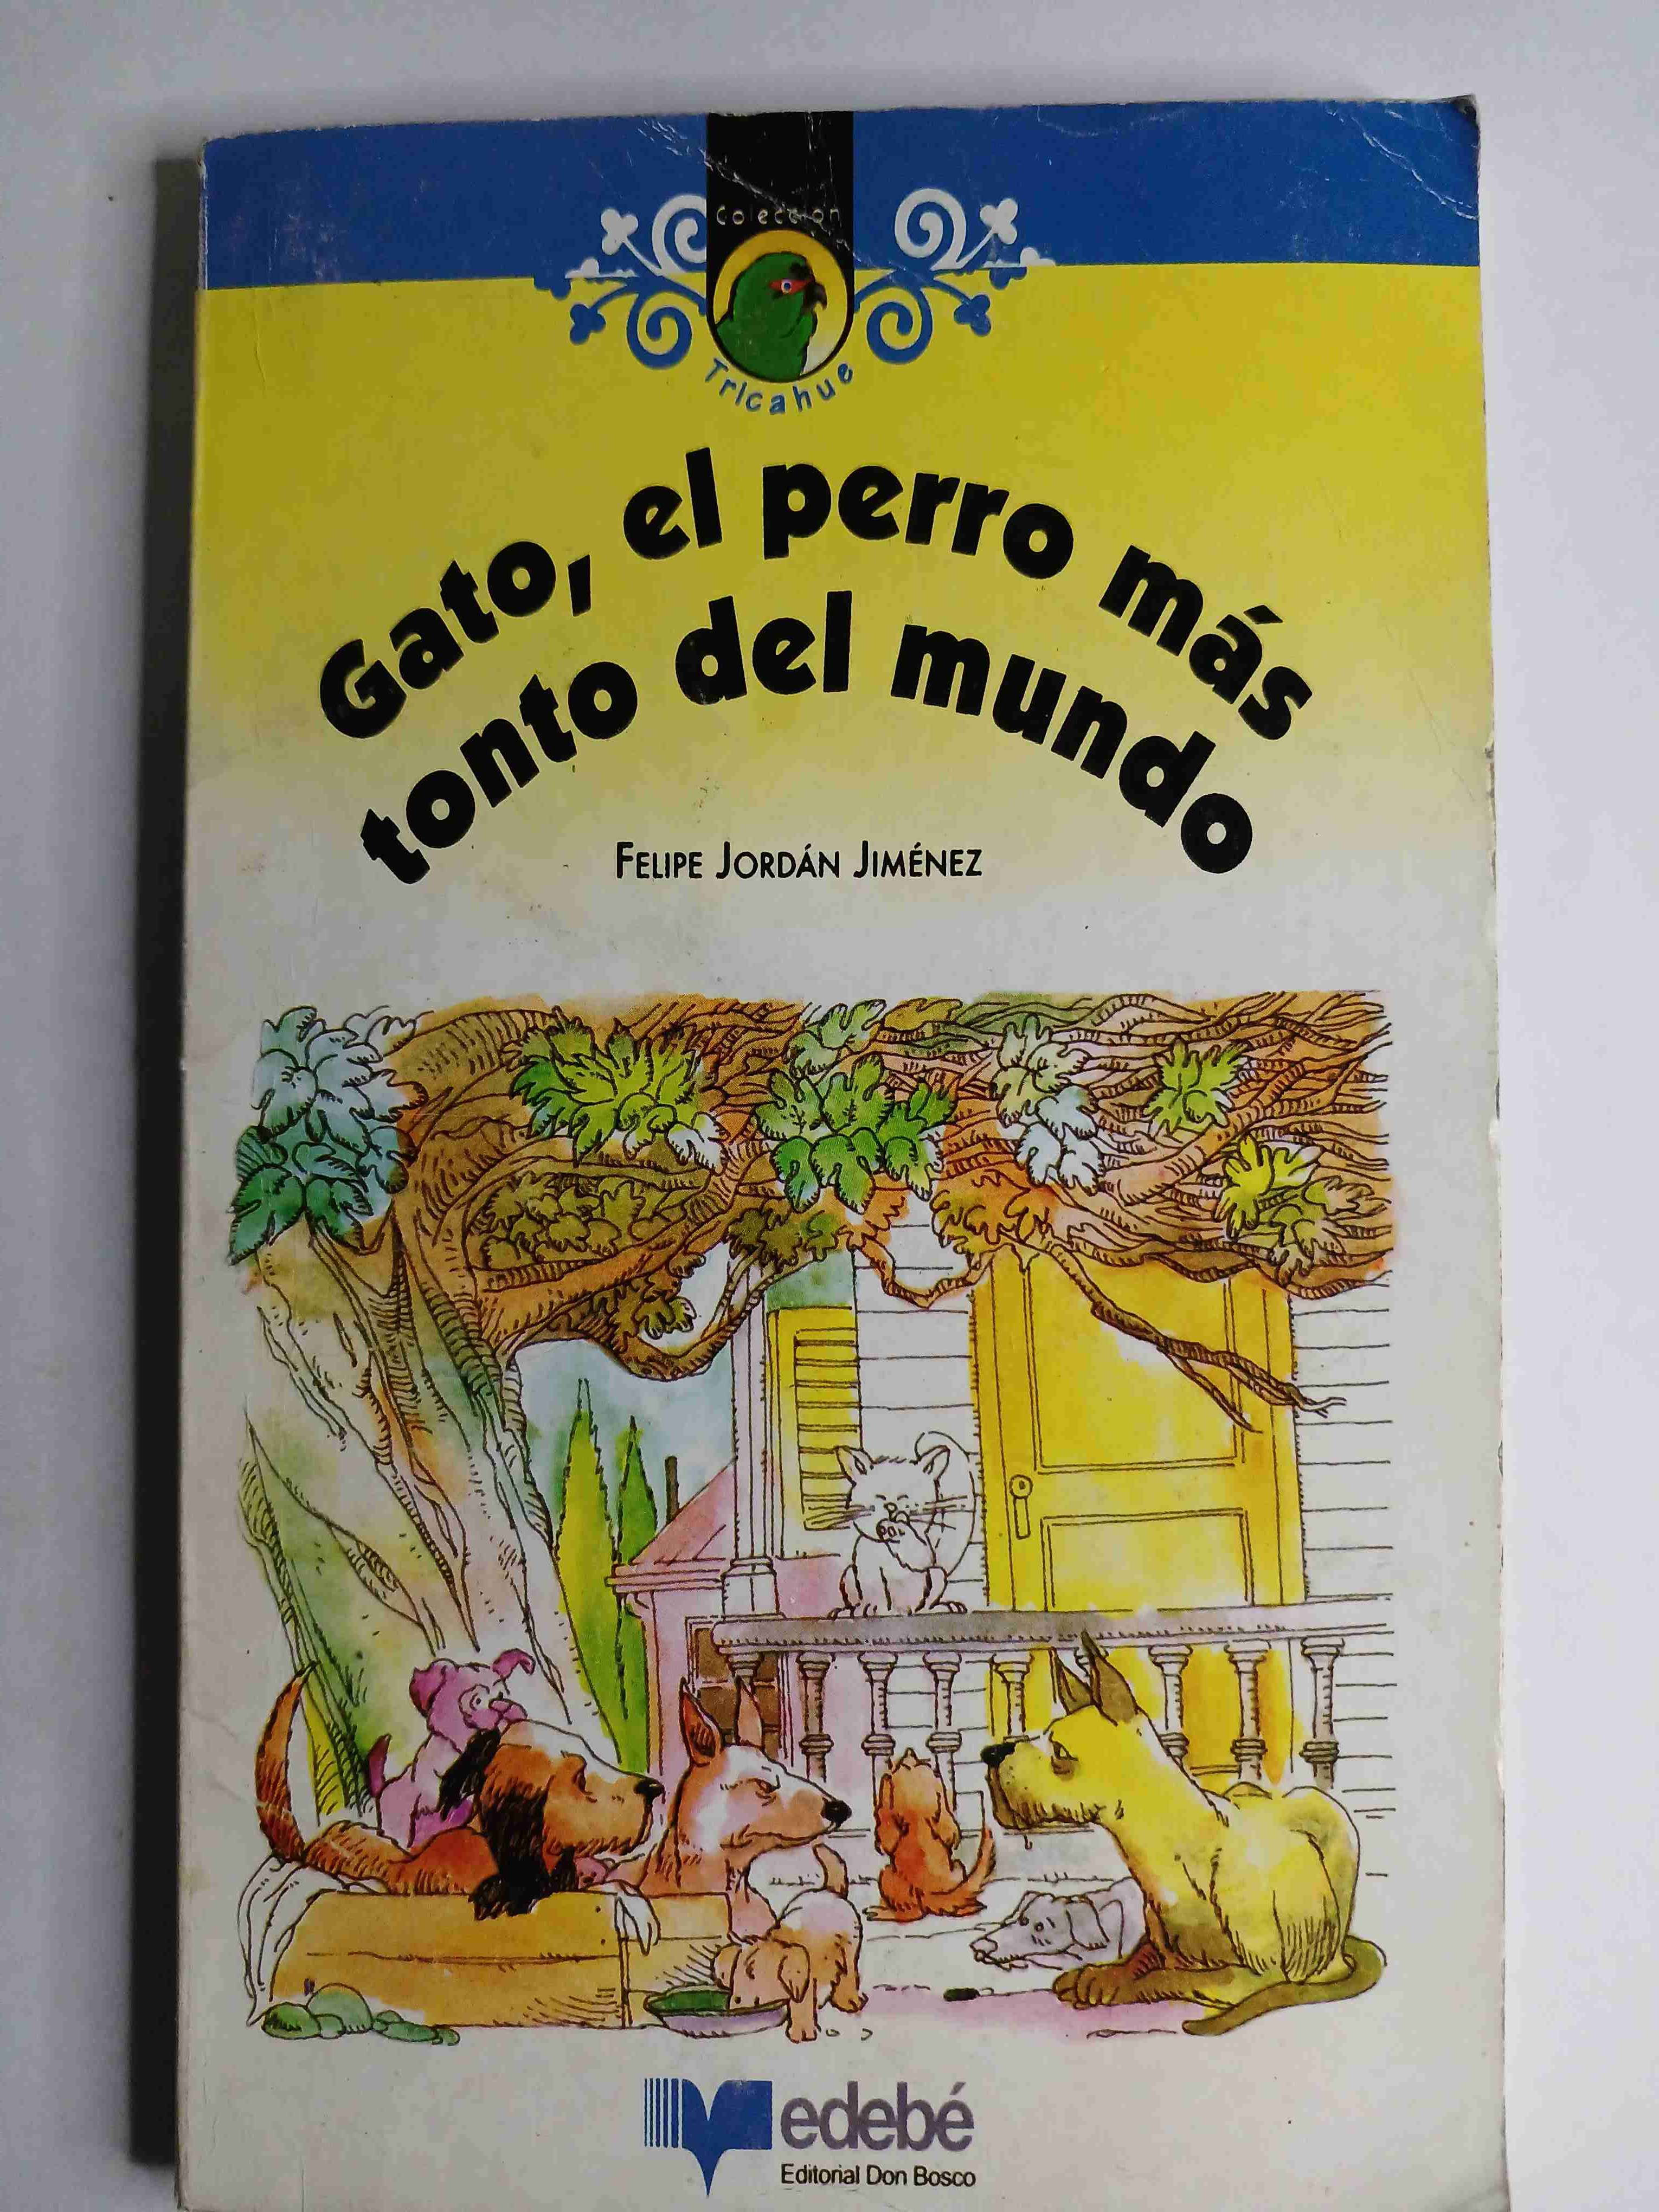 Colección
Tricahue
Gato, el perro más
tonto del mundo
FELIPE JORDÁN JIMÉNEZ
edebé
Editorial Don Bosco